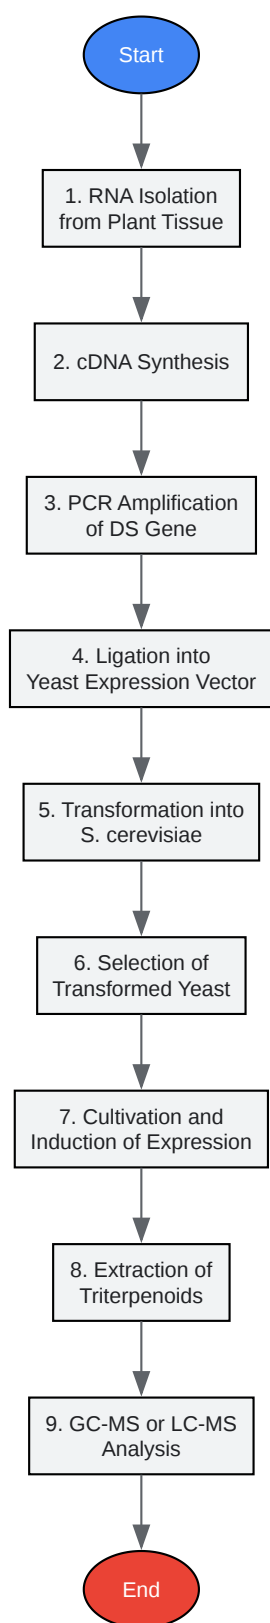 Start
1. RNA Isolation
from Plant Tissue
2. cDNA Synthesis
3. PCR Amplification
of DS Gene
4. Ligation into
Yeast Expression Vector
5. Transformation into
S. cerevisiae
6. Selection of
Transformed Yeast
7. Cultivation and
Induction of Expression
8. Extraction of
Triterpenoids
9. GC-MS or LC-MS
Analysis
End